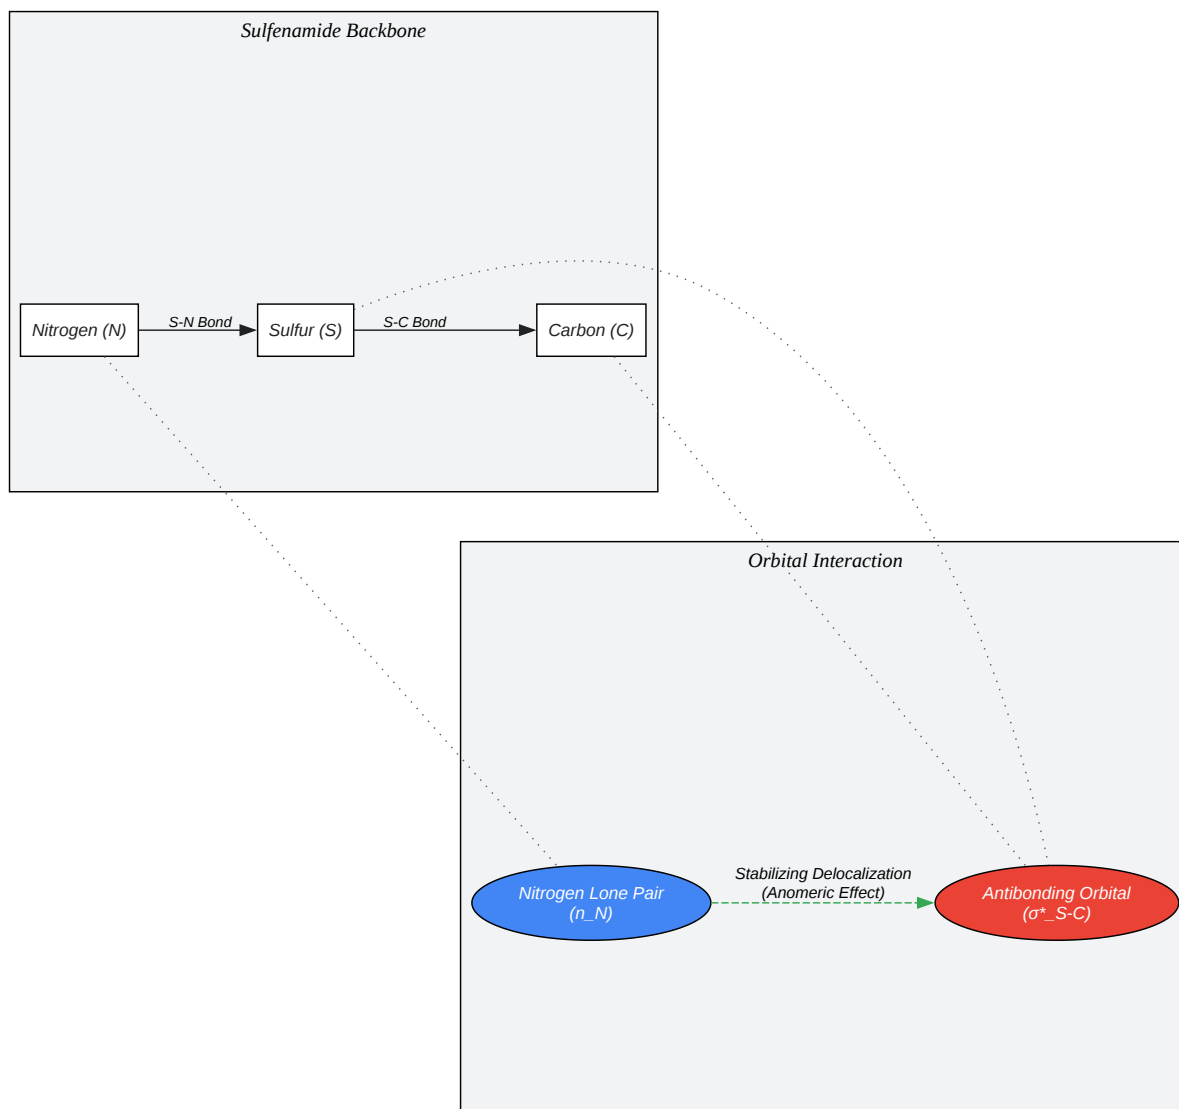 Sulfenamide Backbone
Nitrogen (N)
S-N Bond
Sulfur (S)
S-C Bond
Carbon (C)
Orbital Interaction
Nitrogen Lone Pair
(n_N)
Stabilizing Delocalization
(Anomeric Effect)
Antibonding Orbital
(σ*_S-C)